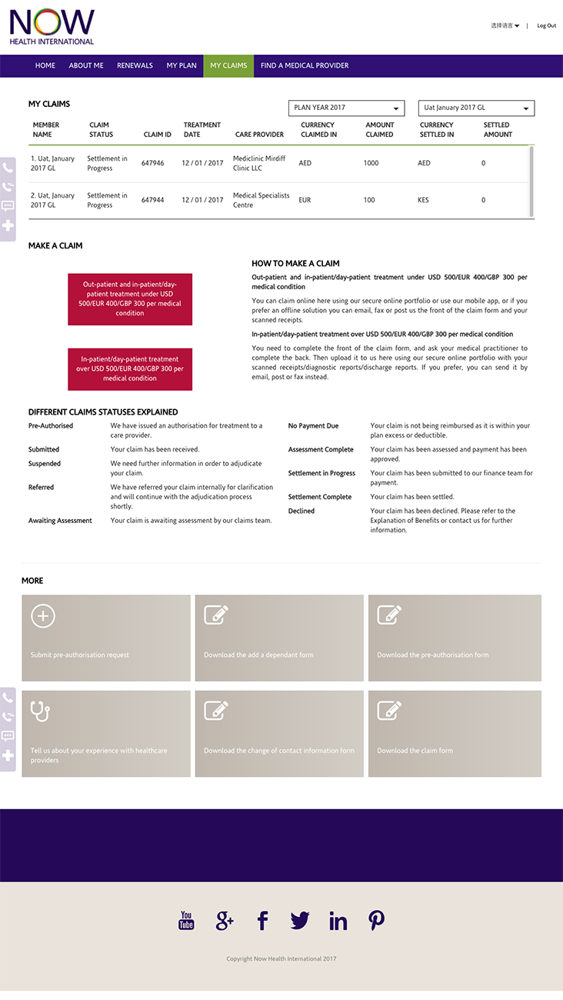 NOW
HEALTH INTERNATIONAL
选择语言 | Log Out
HOME ABOUT ME RENEWALS MY PLAN MY CLAIMS FIND A MEDICAL PROVIDER
MY CLAIMS
PLAN YEAR 2017
Uat January 2017 GL
MEMBER NAME CLAIM STATUS CLAIM ID TREATMENT DATE CARE PROVIDER CURRENCY CLAIMED IN AMOUNT CLAIMED CURRENCY SETTLED IN SETTLED AMOUNT
1. Uat, January 2017 GL Settlement in Progress 647946 12 / 01 / 2017 Mediclinic Mirdiff Clinic LLC AED 1000 AED 0
2. Uat, January 2017 GL Settlement in Progress 647944 12 / 01 / 2017 Medical Specialists Centre EUR 100 KES 0
MAKE A CLAIM
Out-patient and in-patient/day-
patient treatment under USD
500/EUR 400/GBP 300 per medical
condition
In-patient/day-patient treatment
over USD 500/EUR 400/GBP 300 per
medical condition
HOW TO MAKE A CLAIM
Out-patient and in-patient/day-patient treatment under USD 500/EUR 400/GBP 300 per
medical condition
You can claim online here using our secure online portfolio or use our mobile app, or if you
prefer an offline solution you can email, fax or post us the front of the claim form and your
scanned receipts.
In-patient/day-patient treatment over USD 500/EUR 400/GBP 300 per medical condition
You need to complete the front of the claim form, and ask your medical practitioner to
complete the back. Then upload it to us here using our secure online portfolio with your
scanned receipts/diagnostic reports/discharge reports. If you prefer, you can send it by
email, post or fax instead.
DIFFERENT CLAIMS STATUSES EXPLAINED
Pre-Authorised We have issued an authorisation for treatment to a
care provider.
Submitted Your claim has been received.
Suspended We need further information in order to adjudicate
your claim.
Referred We have referred your claim internally for clarification
and will continue with the adjudication process
shortly.
Awaiting Assessment Your claim is awaiting assessment by our claims team.
No Payment Due Your claim is not being reimbursed as it is within your
plan excess or deductible.
Assessment Complete Your claim has been assessed and payment has been
approved.
Settlement in Progress Your claim has been submitted to our finance team for
payment.
Settlement Complete Your claim has been settled.
Declined Your claim has been declined. Please refer to the
Explanation of Benefits or contact us for further
information.
MORE
Submit pre-authorisation request
Download the add a dependant form
Download the pre-authorisation form
Tell us about your experience with healthcare
providers
Download the change of contact information form
Download the claim form
You
Tube
g+ f in
Copyright Now Health International 2017